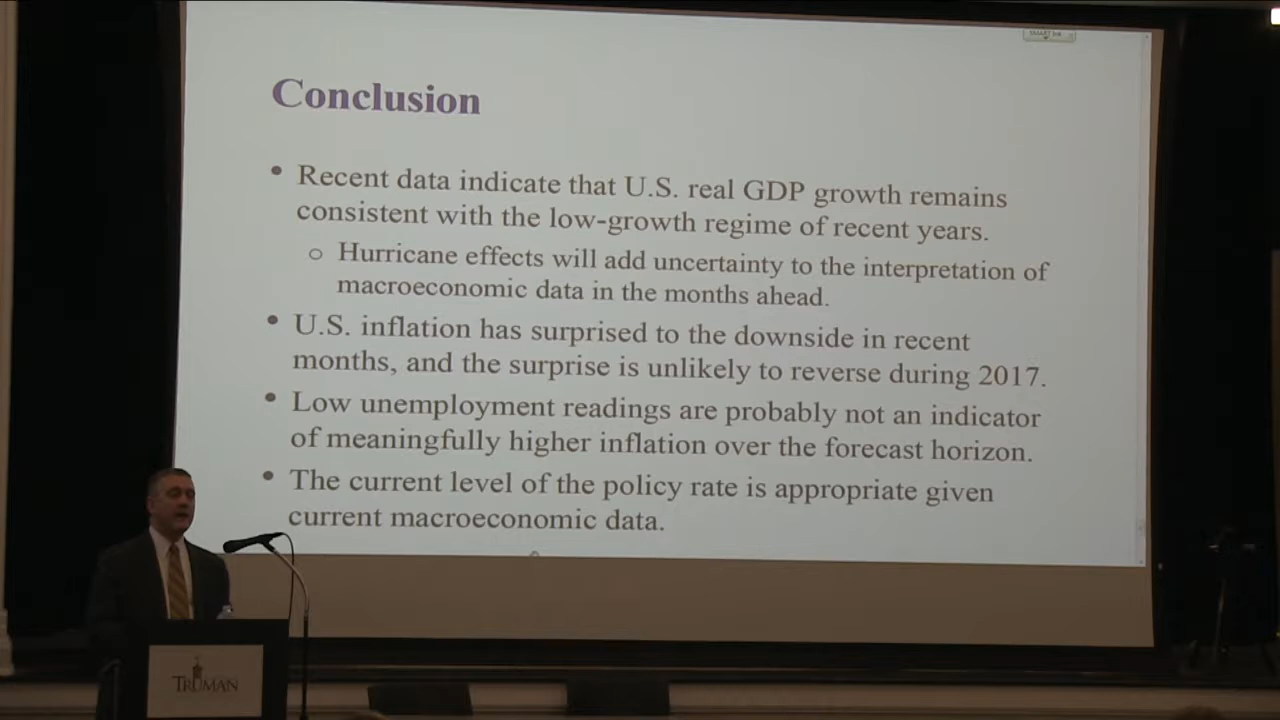 SMART Ink
Conclusion
• Recent data indicate that U.S. real GDP growth remains
consistent with the low-growth regime of recent years.
o Hurricane effects will add uncertainty to the interpretation of
macroeconomic data in the months ahead.
• U.S. inflation has surprised to the downside in recent
months, and the surprise is unlikely to reverse during 2017.
• Low unemployment readings are probably not an indicator
of meaningfully higher inflation over the forecast horizon.
• The current level of the policy rate is appropriate given
current macroeconomic data.
TRUMAN